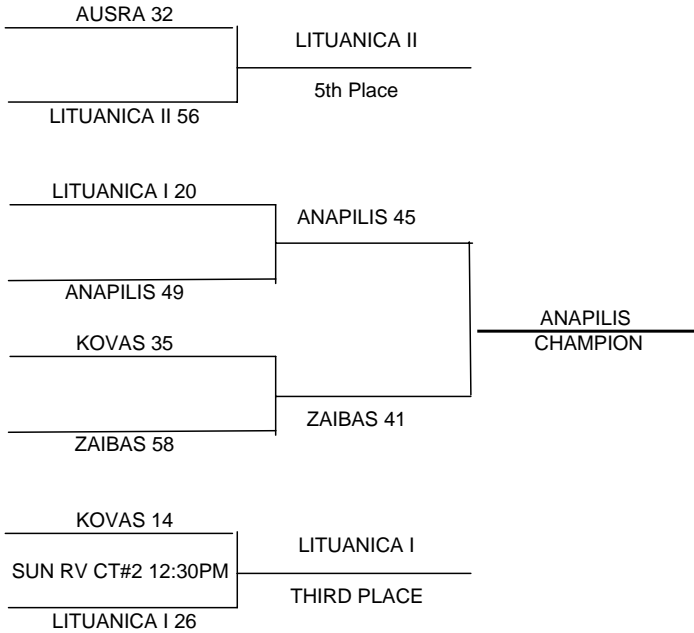 AUSRA 32
LITUANICA II
5th Place
LITUANICA II 56
LITUANICA I 20
ANAPILIS 45
ANAPILIS 49
ANAPILIS
CHAMPION
KOVAS 35
ZAIBAS 41
ZAIBAS 58
KOVAS 14
LITUANICA I
SUN RV CT#2 12:30PM
THIRD PLACE
LITUANICA I 26